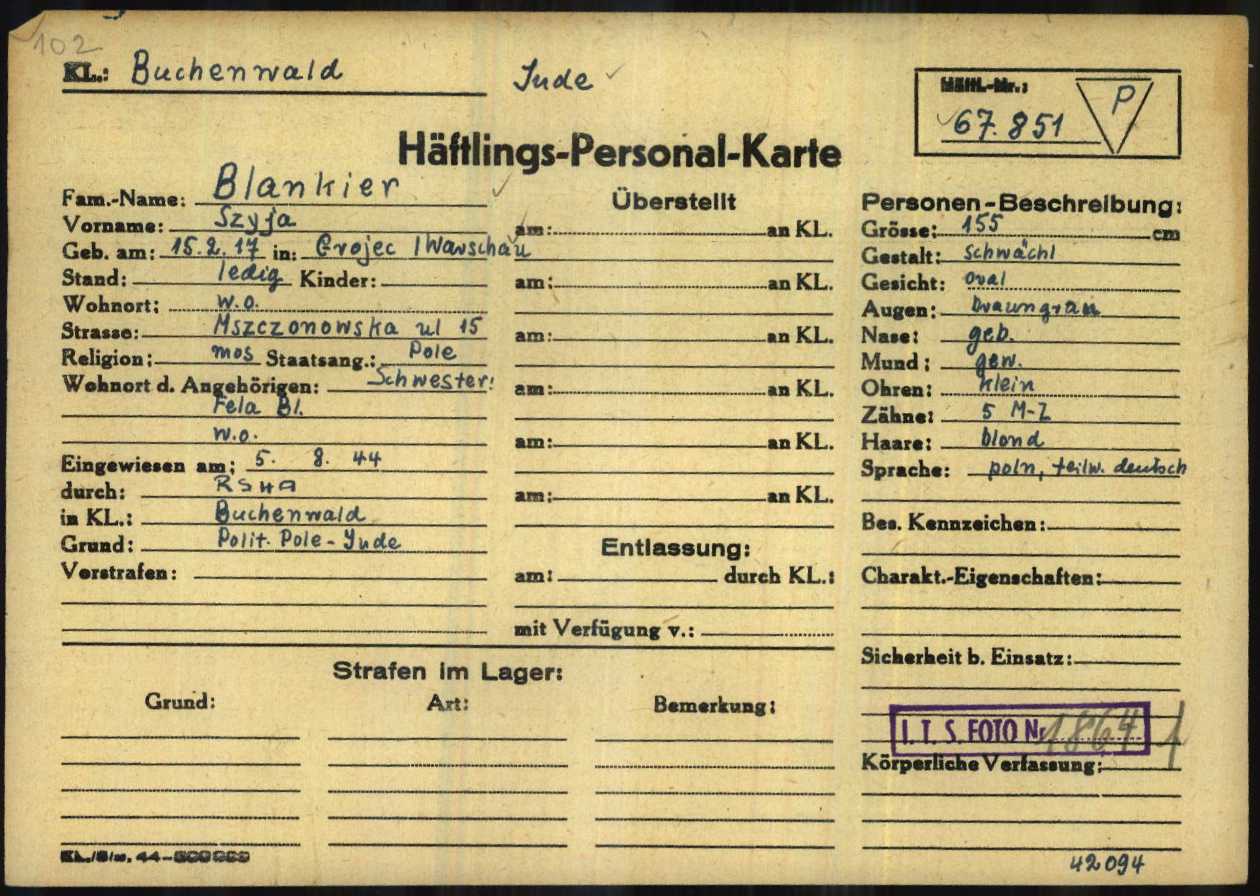 102
KL.: Buchenwald
Jude
Häftl.-Nr.:
67.851
P
Häftlings-Personal-Karte
Fam.-Name: Blankier
Vorname: Szyja
Geb. am: 15.2.17 in: Grojec / Warschau
Stand: ledig Kinder:
Wohnort: w.o.
Strasse: Mszczonowska ul 15
Religion: mos Staatsang.: Pole
Wohnort d. Angehörigen: Schwester:
Fela Bl.
w.o.
Eingewiesen am: 5. 8. 44
durch: RSHA
in KL.: Buchenwald
Grund: Polit. Pole-Jude
Vorstrafen:
Überstellt
am: an KL.
am: an KL.
am: an KL.
am: an KL.
am: an KL.
am: an KL.
Entlassung:
am: durch KL.:
mit Verfügung v.:
Personen-Beschreibung:
Grösse: 155 cm
Gestalt: schwächl
Gesicht: oval
Augen: braungrau
Nase: geb.
Mund: gew.
Ohren: klein
Zähne: 5 M-Z
Haare: blond
Sprache: poln, teilw. deutsch
Bes. Kennzeichen:
Charakt.-Eigenschaften:
Sicherheit b. Einsatz:
I. T. S. FOTO Nr. 1864
Körperliche Verfassung:
Strafen im Lager:
Grund: Art: Bemerkung:
42094